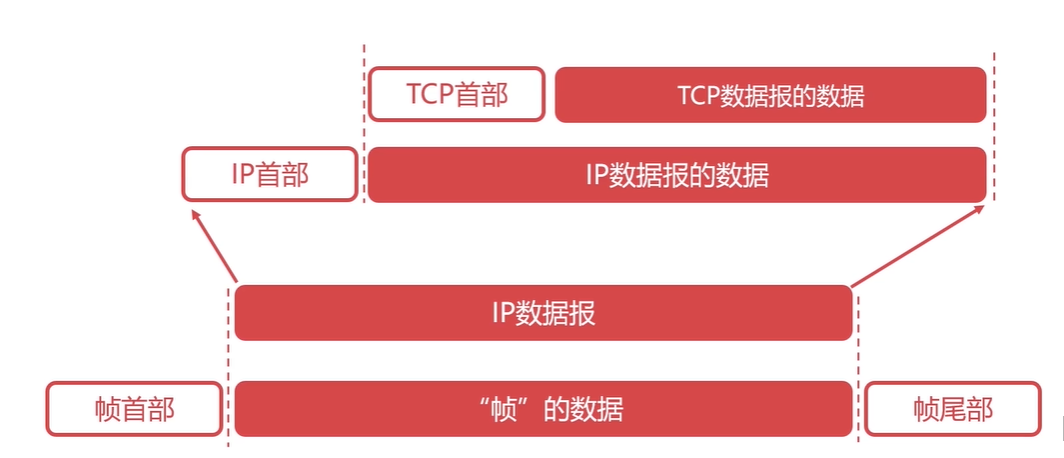 TCP首部
TCP数据报的数据
IP首部
IP数据报的数据
IP数据报
帧首部
“帧”的数据
帧尾部